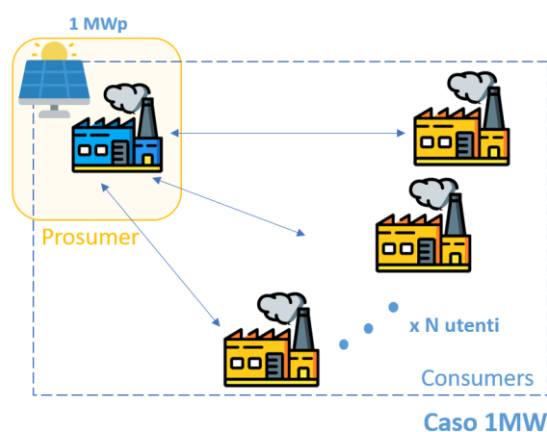 1 MWp
Prosumer
x N utenti
Consumers
Caso 1MW